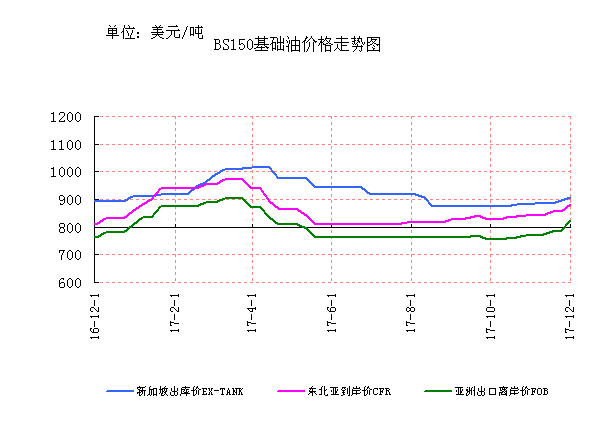 单位：美元/吨
BS150基础油价格走势图
1200
1100
1000
900
800
700
600
16-12-1
17-2-1
17-4-1
17-6-1
17-8-1
17-10-1
17-12-1
新加坡出库价EX-TANK
东北亚到岸价CFR
亚洲出口离岸价FOB